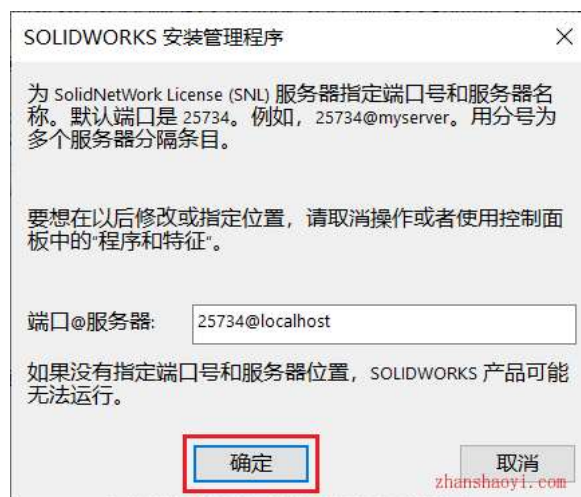 SOLIDWORKS 安装管理程序
为 SolidNetWork License (SNL) 服务器指定端口号和服务器名
称。默认端口是 25734。例如，25734@myserver。用分号为
多个服务器分隔条目。
要想在以后修改或指定位置，请取消操作或者使用控制面
板中的“程序和特征”。
端口@服务器: 25734@localhost
如果没有指定端口号和服务器位置，SOLIDWORKS 产品可能
无法运行。
确定 取消
zhanshaoyi.com